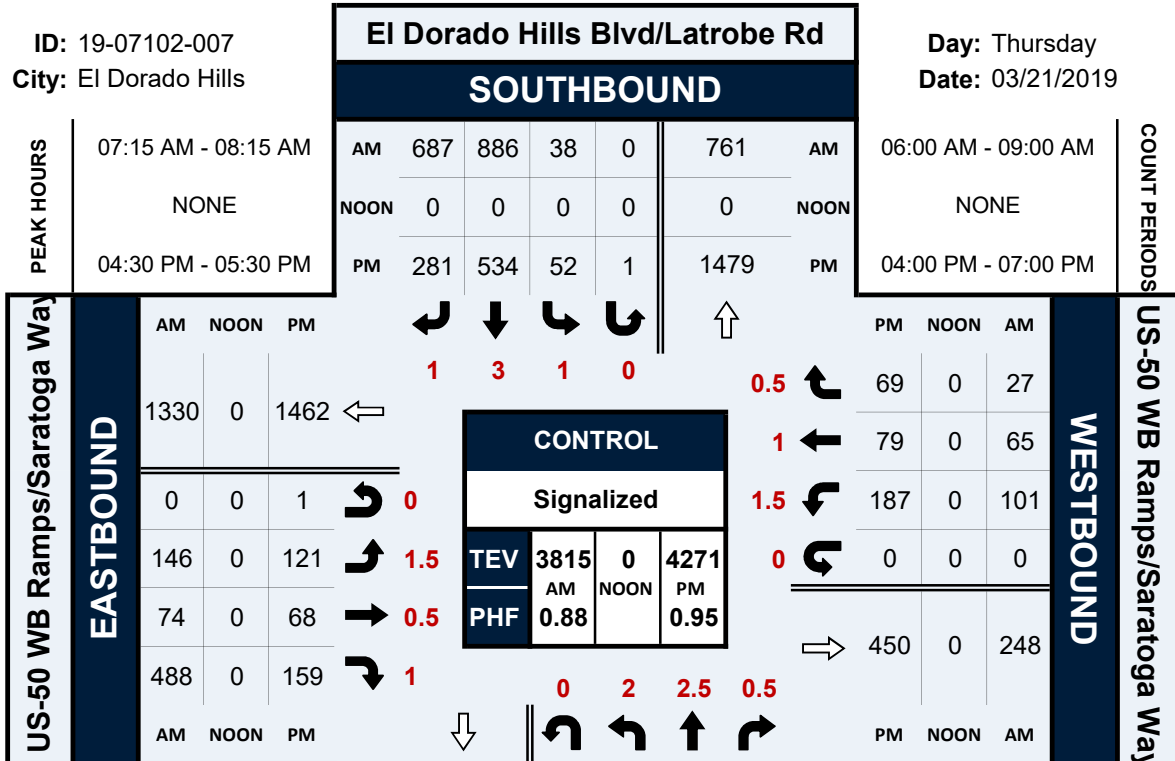 El Dorado Hills Blvd/Latrobe Rd
ID: 19-07102-007
City: El Dorado Hills
Day: Thursday
Date: 03/21/2019
SOUTHBOUND
PEAK HOURS
07:15 AM - 08:15 AM
NONE
04:30 PM - 05:30 PM
AM 687 886 38 0 761 AM
NOON 0 0 0 0 0 NOON
PM 281 534 52 1 1479 PM
06:00 AM - 09:00 AM
NONE
04:00 PM - 07:00 PM
COUNT PERIODS
1 3 1 0
US-50 WB Ramps/Saratoga Way
EASTBOUND
AM NOON PM
1330 0 1462
0 0 1 0
146 0 121 1.5
74 0 68 0.5
488 0 159 1
AM NOON PM
CONTROL
Signalized
TEV 3815 0 4271
AM NOON PM
PHF 0.88 0.95
PM NOON AM
0.5 69 0 27
1 79 0 65
1.5 187 0 101
0 0 0 0
450 0 248
PM NOON AM
WESTBOUND
US-50 WB Ramps/Saratoga Way
0 2 2.5 0.5